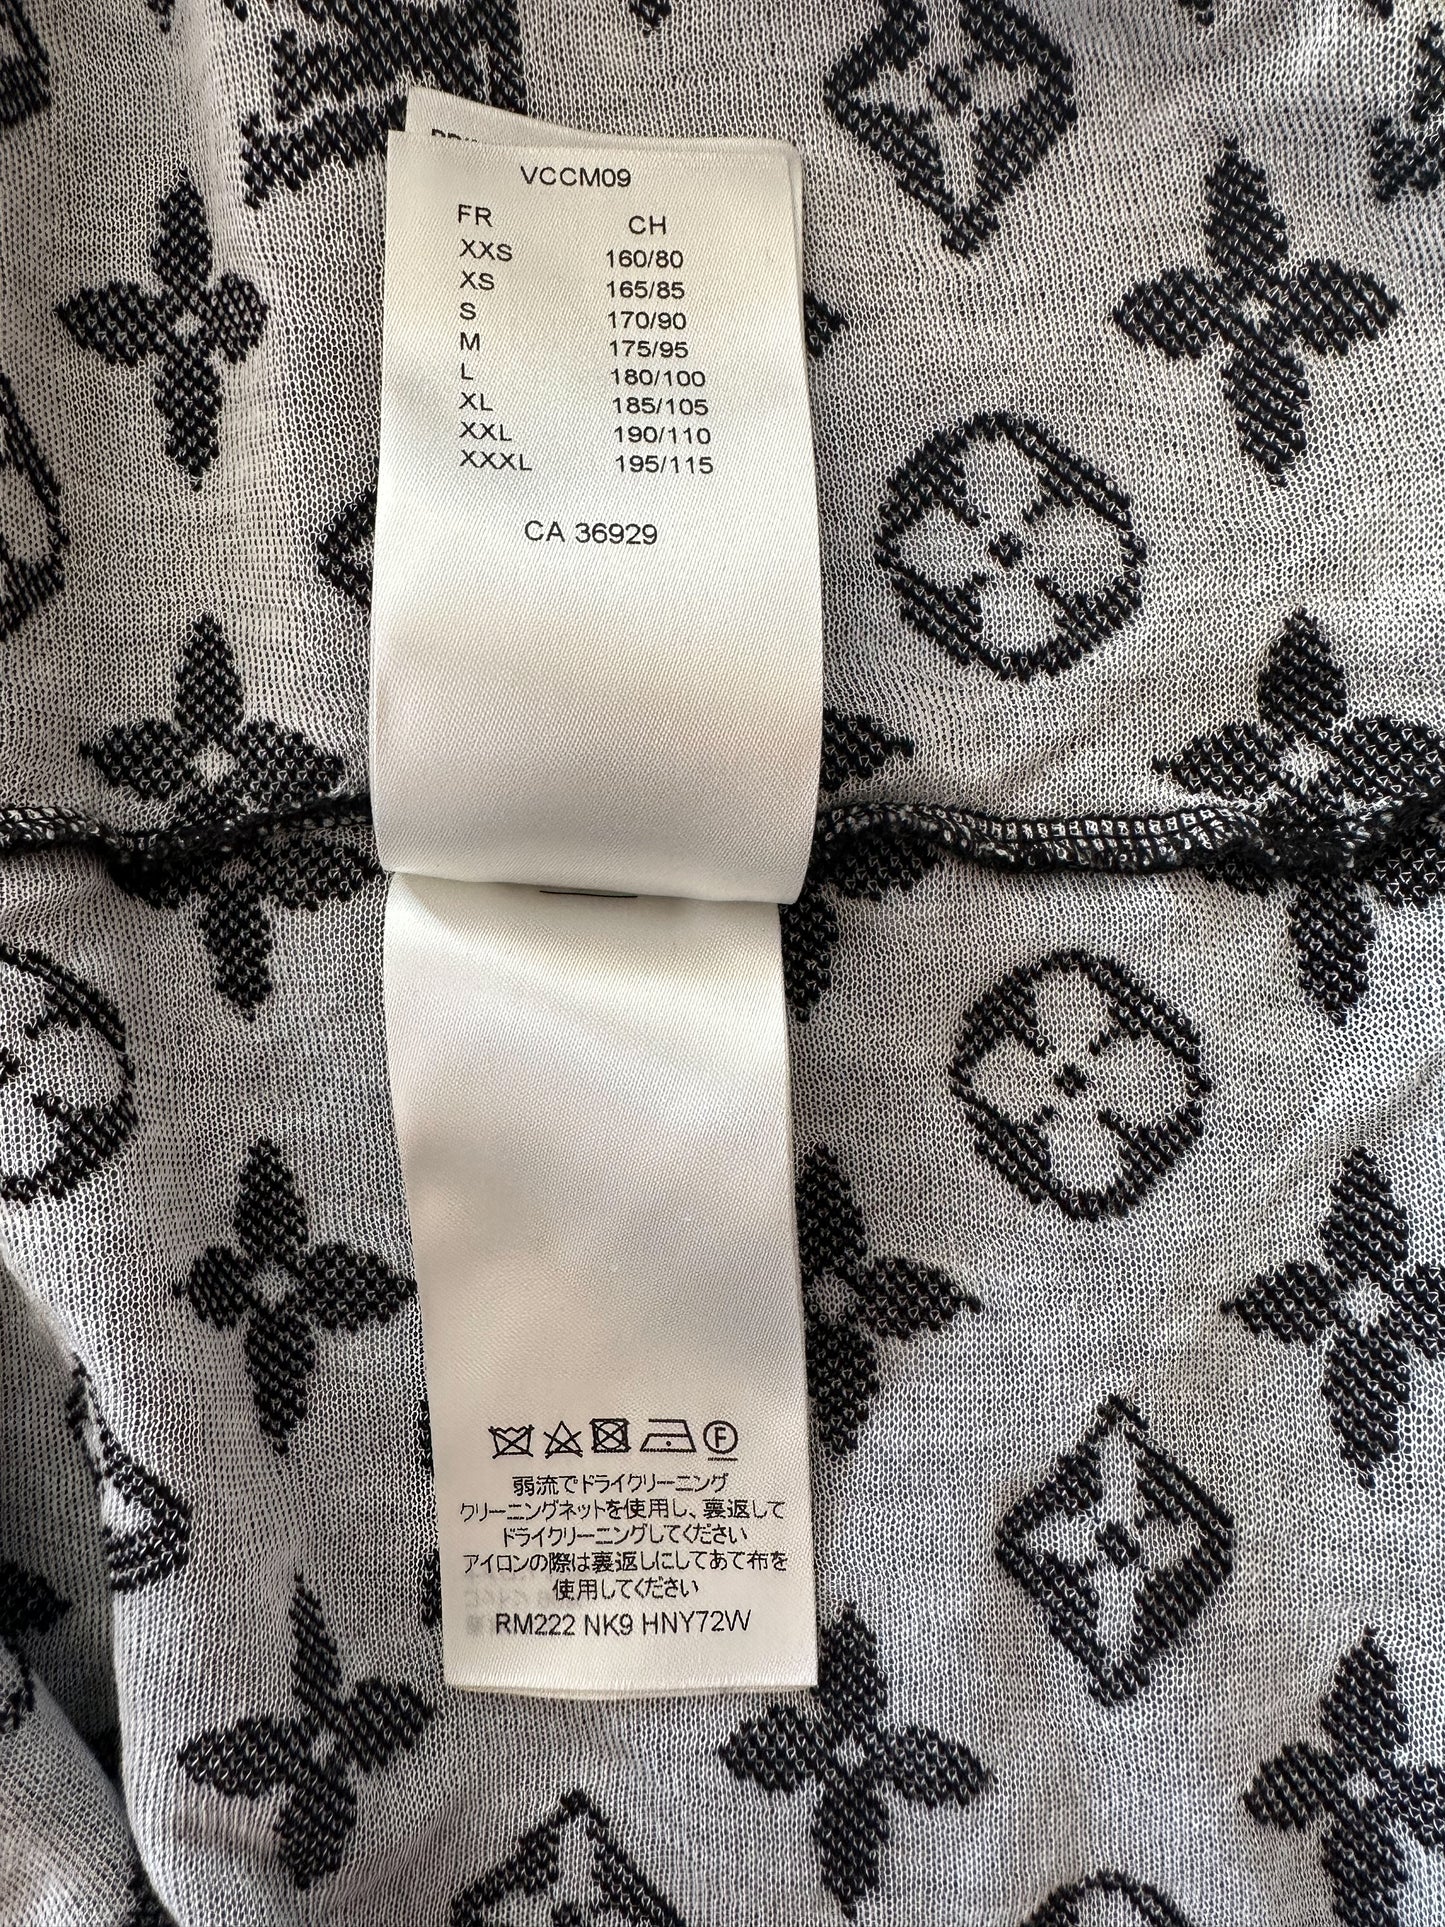 VCCM09
FR CH
XXS 160/80
XS 165/85
S 170/90
M 175/95
L 180/100
XL 185/105
XXL 190/110
XXXL 195/115
CA 36929
F
弱流でドライクリーニング
クリーニングネットを使用し、裏返して
ドライクリーニングしてください
アイロンの際は裏返しにしてあて布を
使用してください
RM222 NK9 HNY72W